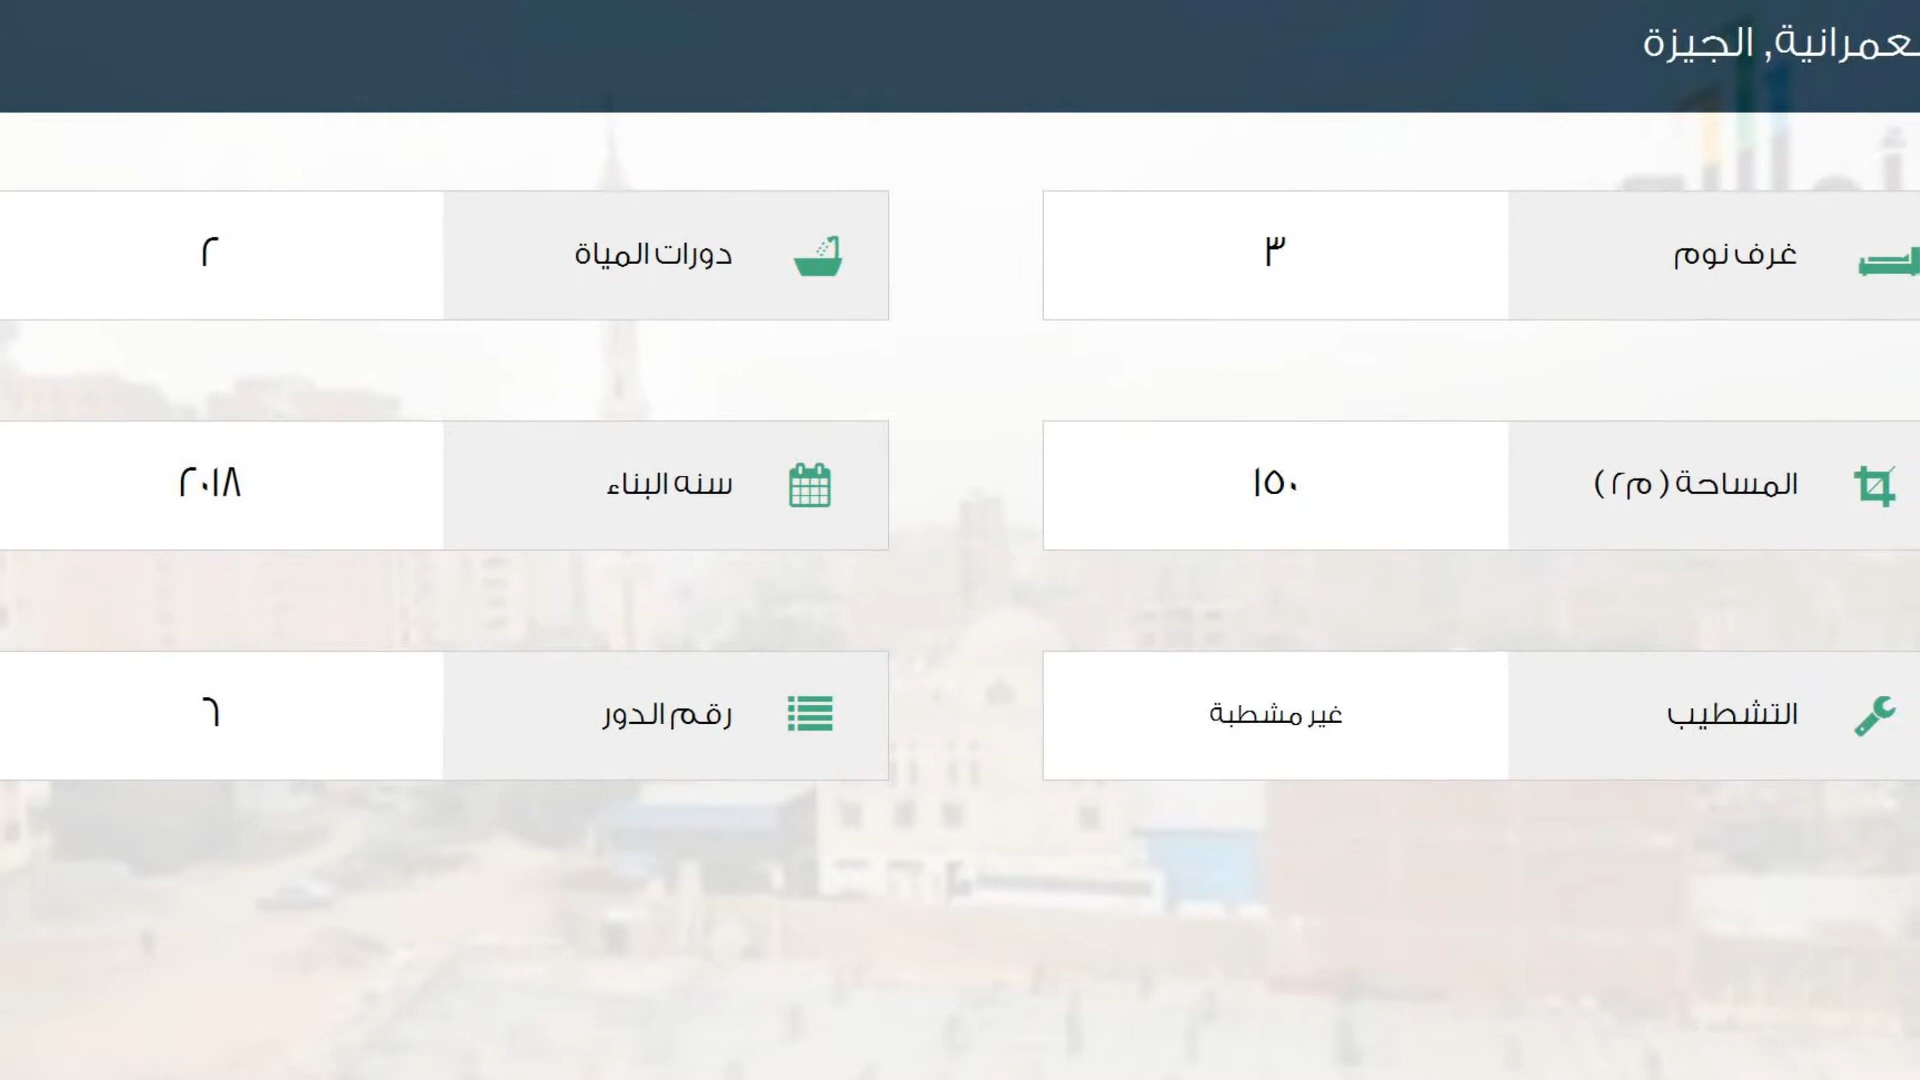 لعمرانية, الجيزة
غرف نوم
٣
دورات المياة
٢
المساحة (م٢)
١٥٠
سنه البناء
٢٠١٨
التشطيب
غير مشطبة
رقم الدور
٦